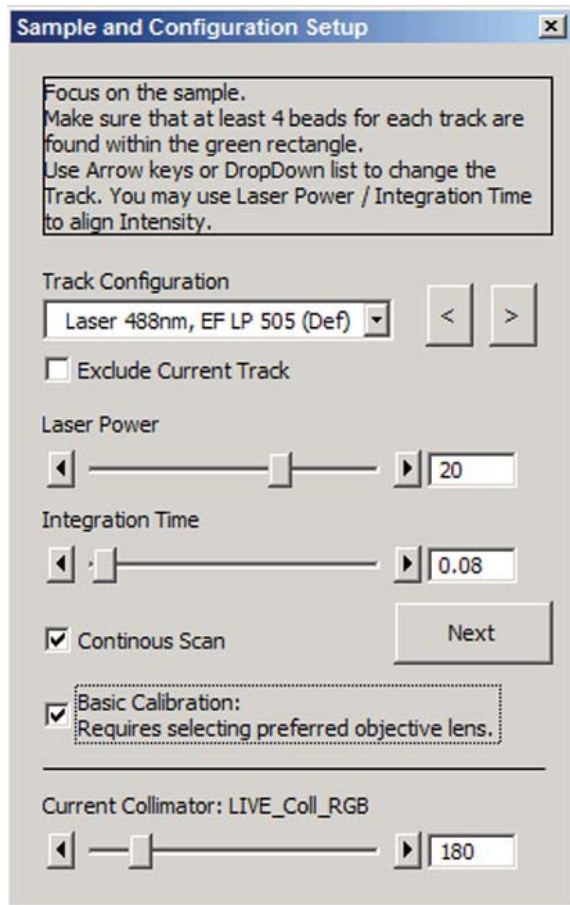 Sample and Configuration Setup
Focus on the sample.
Make sure that at least 4 beads for each track are
found within the green rectangle.
Use Arrow keys or DropDown list to change the
Track. You may use Laser Power / Integration Time
to align Intensity.
Track Configuration
Laser 488nm, EF LP 505 (Def)
< >
Exclude Current Track
Laser Power
20
Integration Time
0.08
Continous Scan
Next
Basic Calibration:
Requires selecting preferred objective lens.
Current Collimator: LIVE_Coll_RGB
180